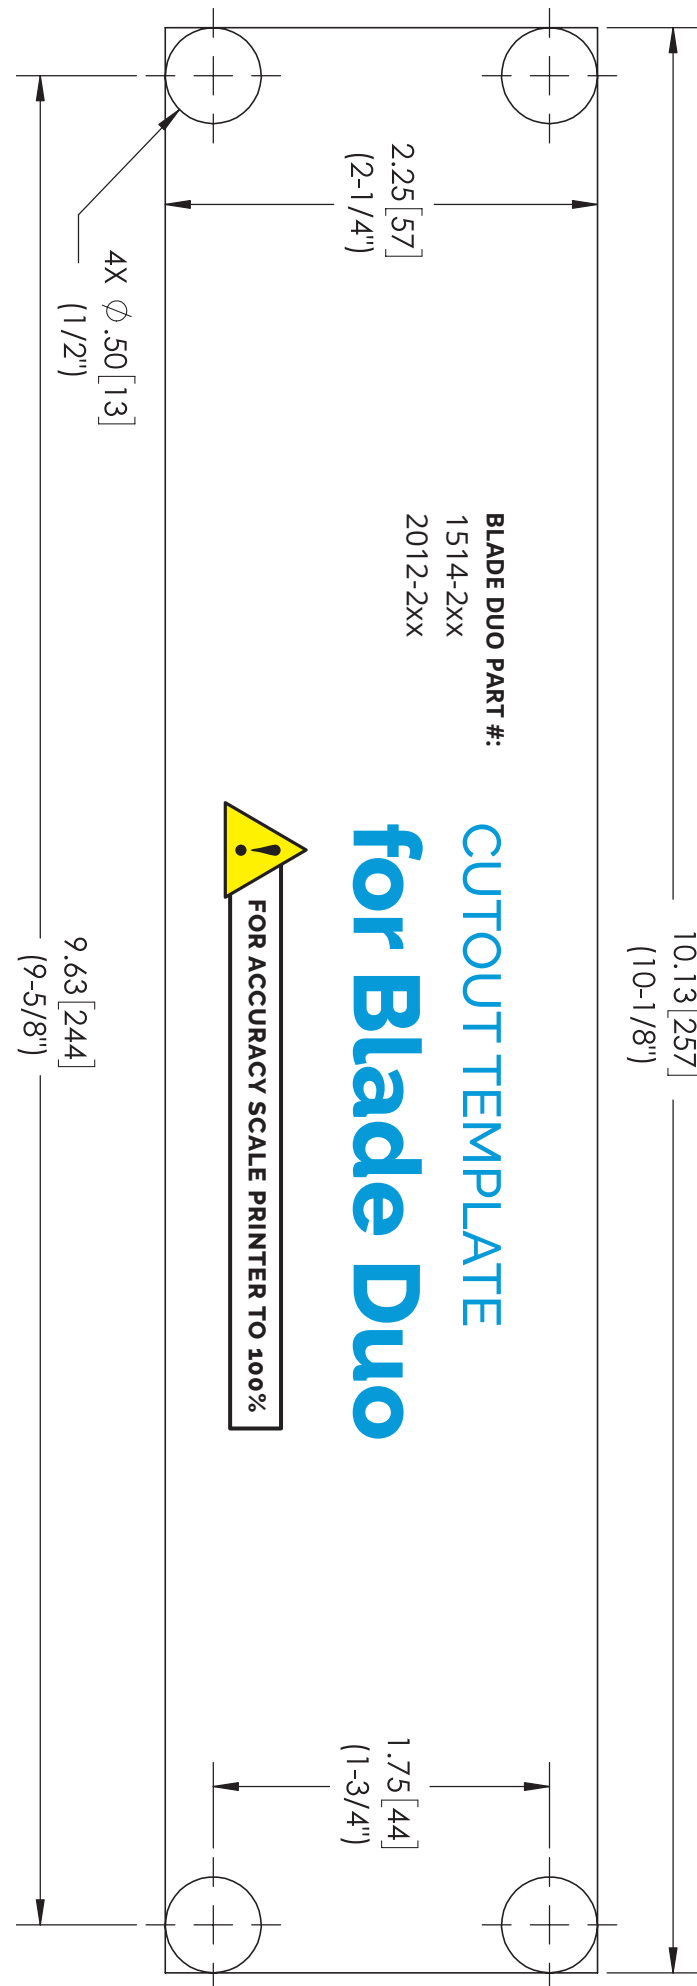 10.13[257]
(10-1/8")
2.25[57]
(2-1/4")
4X ∅.50[13]
(1/2")
BLADE DUO PART #:
1514-2xx
2012-2xx
CUTOUT TEMPLATE
for Blade Duo
!
FOR ACCURACY SCALE PRINTER TO 100%
1.75[44]
(1-3/4")
9.63[244]
(9-5/8")